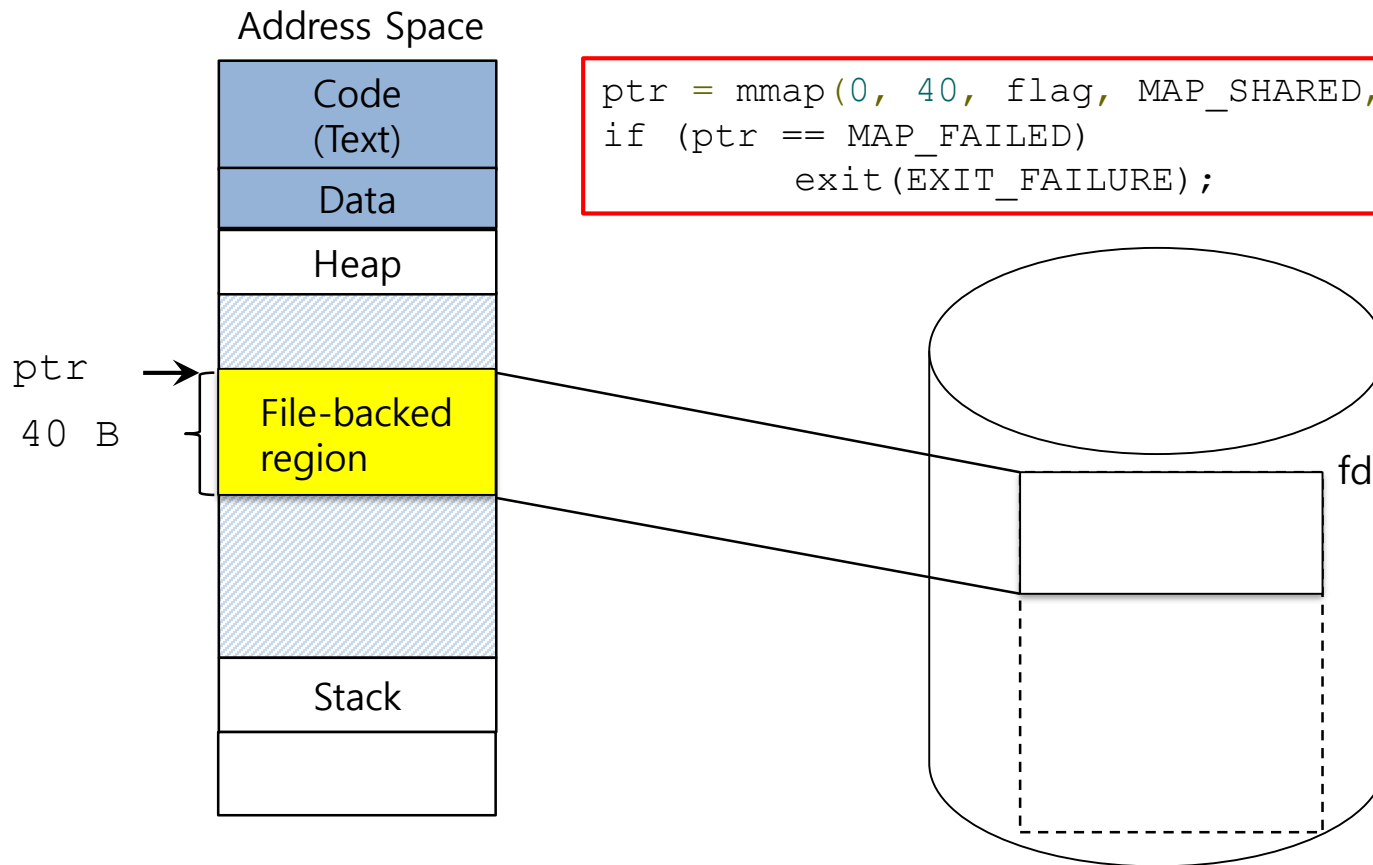 Address Space
Code
(Text)
Data
Heap
ptr
40 B
File-backed
region
Stack
ptr = mmap(0, 40, flag, MAP_SHARED,
if (ptr == MAP_FAILED)
exit(EXIT_FAILURE);
fd